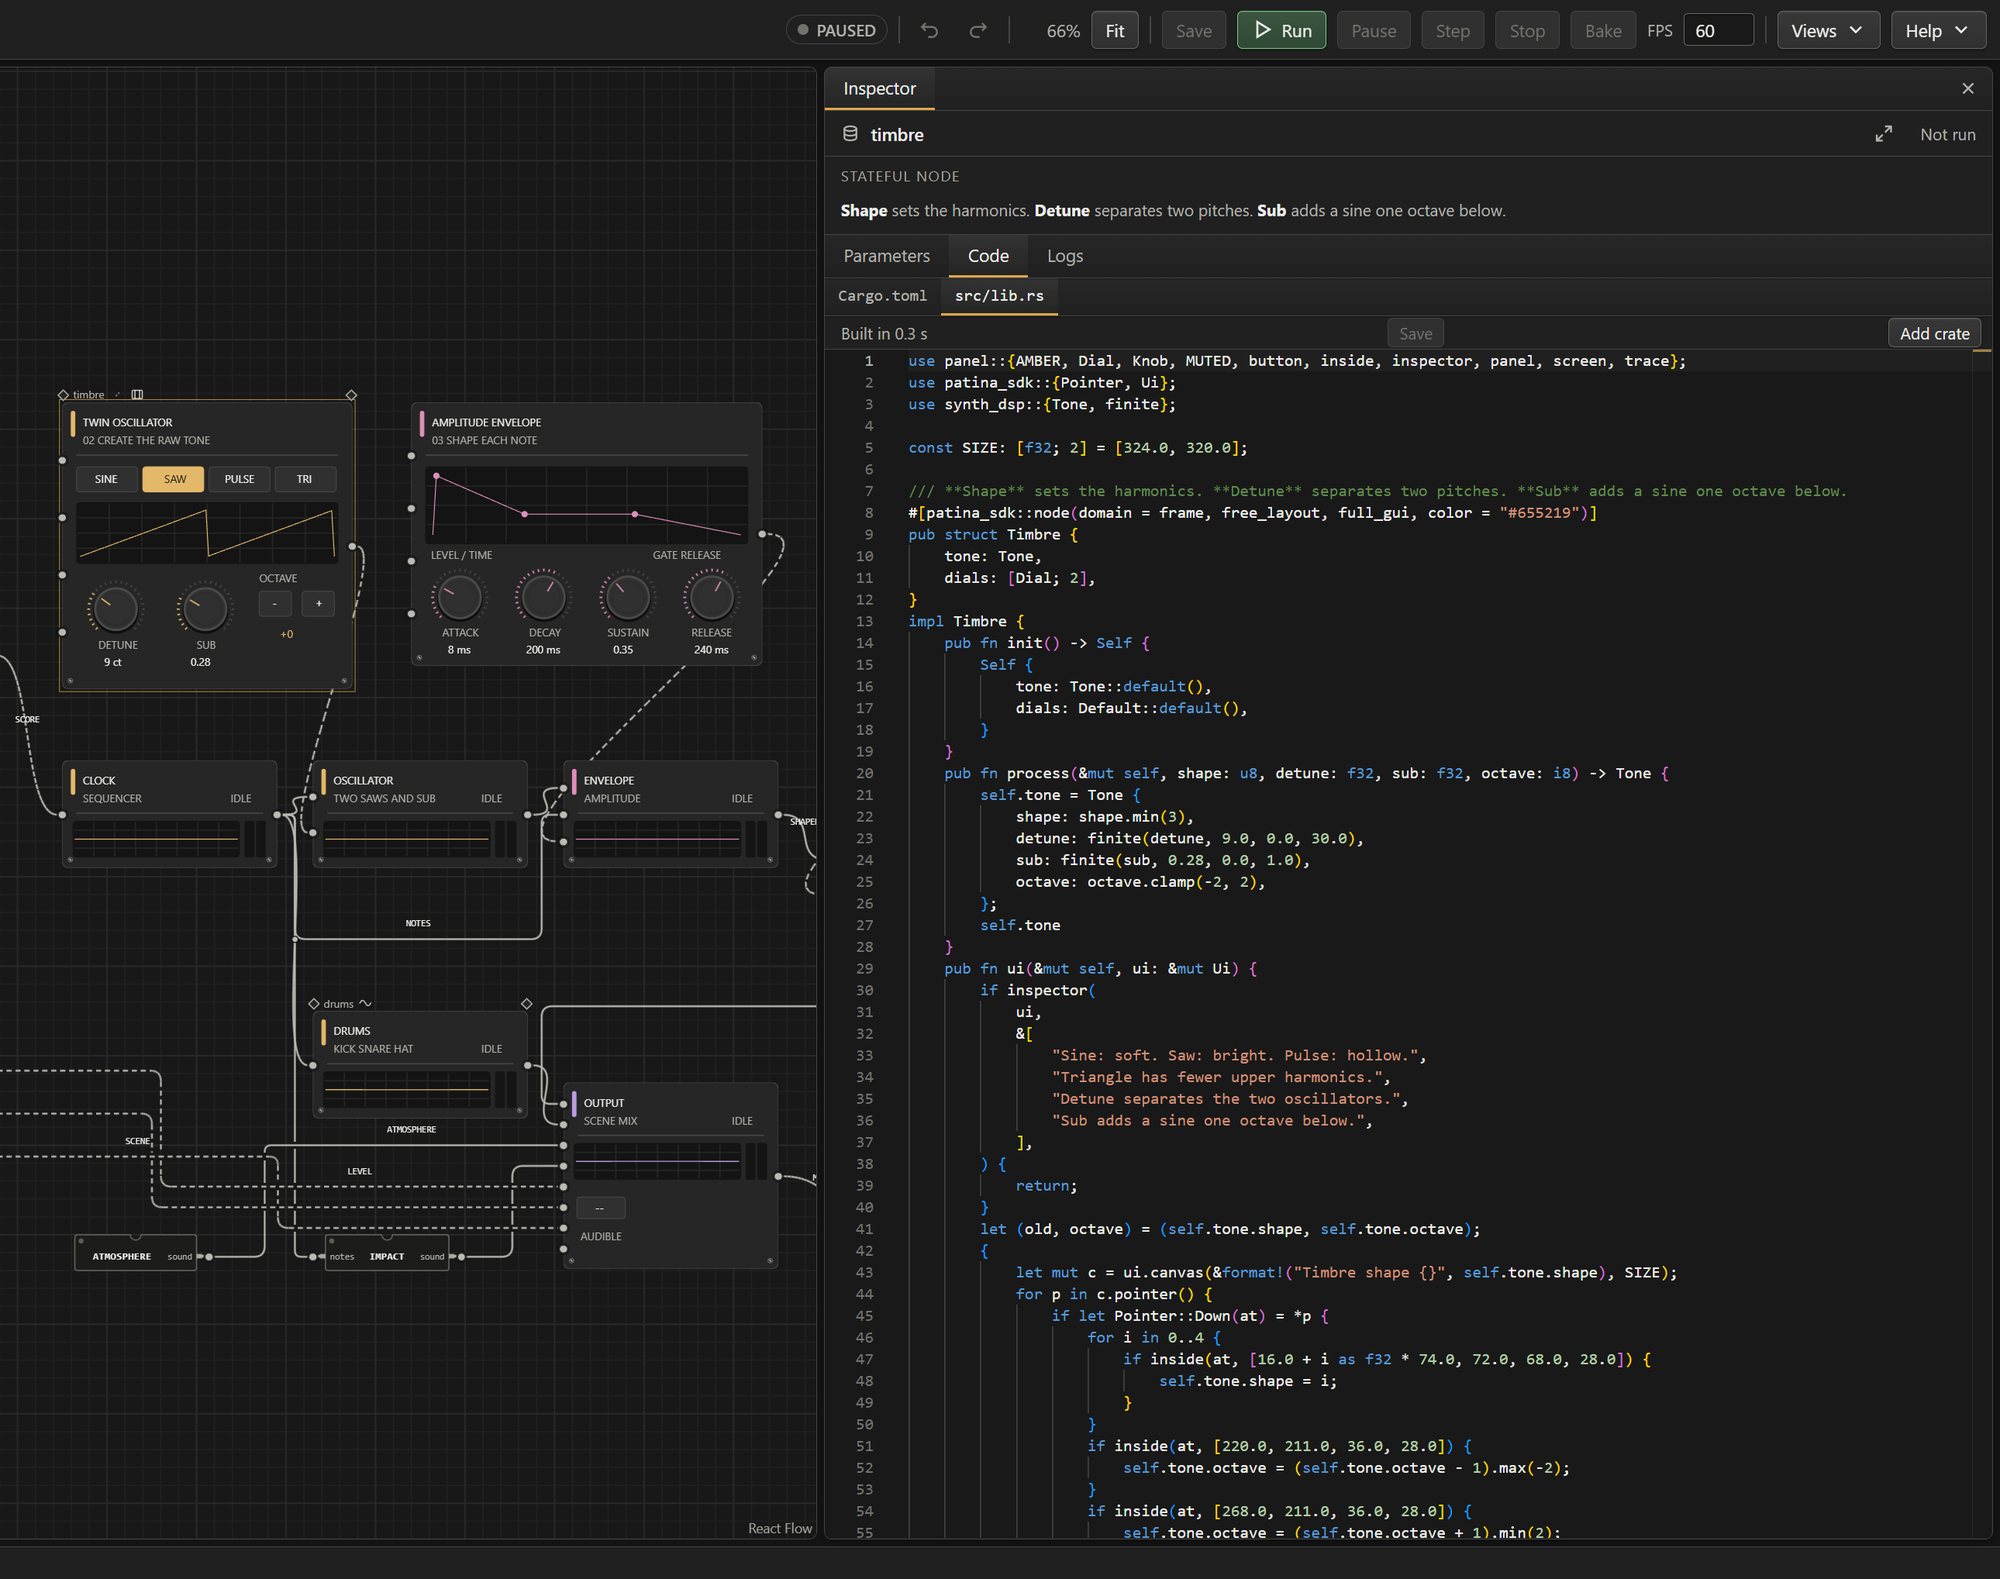 PAUSED
66% Fit Save Run Pause Step Stop Bake FPS 60 Views Help
Inspector
timbre
Not run
STATEFUL NODE
Shape sets the harmonics. Detune separates two pitches. Sub adds a sine one octave below.
Parameters Code Logs
Cargo.toml src/lib.rs
Built in 0.3 s Save Add crate
1 use panel::{AMBER, Dial, Knob, MUTED, button, inside, inspector, panel, screen, trace};
2 use patina_sdk::{Pointer, Ui};
3 use synth_dsp::{Tone, finite};
4
5 const SIZE: [f32; 2] = [324.0, 320.0];
6
7 /// **Shape** sets the harmonics. **Detune** separates two pitches. **Sub** adds a sine one octave below.
8 #[patina_sdk::node(domain = frame, free_layout, full_gui, color = "#655219")]
9 pub struct Timbre {
10 tone: Tone,
11 dials: [Dial; 2],
12 }
13 impl Timbre {
14 pub fn init() -> Self {
15 Self {
16 tone: Tone::default(),
17 dials: Default::default(),
18 }
19 }
20 pub fn process(&mut self, shape: u8, detune: f32, sub: f32, octave: i8) -> Tone {
21 self.tone = Tone {
22 shape: shape.min(3),
23 detune: finite(detune, 9.0, 0.0, 30.0),
24 sub: finite(sub, 0.28, 0.0, 1.0),
25 octave: octave.clamp(-2, 2),
26 };
27 self.tone
28 }
29 pub fn ui(&mut self, ui: &mut Ui) {
30 if inspector(
31 ui,
32 &[
33 "Sine: soft. Saw: bright. Pulse: hollow.",
34 "Triangle has fewer upper harmonics.",
35 "Detune separates the two oscillators.",
36 "Sub adds a sine one octave below.",
37 ],
38 ) {
39 return;
40 }
41 let (old, octave) = (self.tone.shape, self.tone.octave);
42 {
43 let mut c = ui.canvas(&format!("Timbre shape {}", self.tone.shape), SIZE);
44 for p in c.pointer() {
45 if let Pointer::Down(at) = *p {
46 for i in 0..4 {
47 if inside(at, [16.0 + i as f32 * 74.0, 72.0, 68.0, 28.0]) {
48 self.tone.shape = i;
49 }
50 }
51 if inside(at, [220.0, 211.0, 36.0, 28.0]) {
52 self.tone.octave = (self.tone.octave - 1).max(-2);
53 }
54 if inside(at, [268.0, 211.0, 36.0, 28.0]) {
55 self.tone.octave = (self.tone.octave + 1).min(2);
timbre
TWIN OSCILLATOR
02 CREATE THE RAW TONE
SINE SAW PULSE TRI
OCTAVE
- +
+0
DETUNE SUB
9 ct 0.28
AMPLITUDE ENVELOPE
03 SHAPE EACH NOTE
LEVEL / TIME GATE RELEASE
ATTACK DECAY SUSTAIN RELEASE
8 ms 200 ms 0.35 240 ms
SCORE
CLOCK
SEQUENCER IDLE
OSCILLATOR
TWO SAWS AND SUB IDLE
ENVELOPE
AMPLITUDE IDLE
NOTES
drums
DRUMS
KICK SNARE HAT IDLE
OUTPUT
SCENE MIX IDLE
--
AUDIBLE
ATMOSPHERE
SCENE
LEVEL
ATMOSPHERE sound
notes IMPACT sound
React Flow